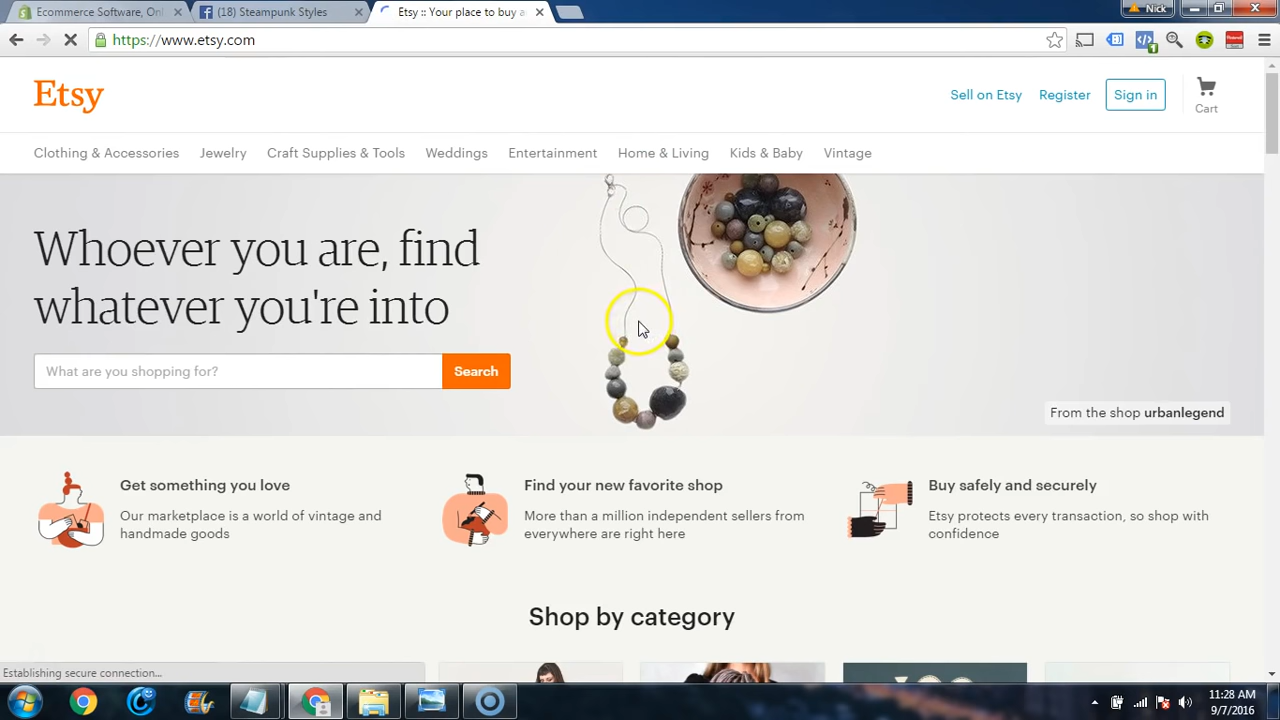 Ecommerce Software, Onl
(18) Steampunk Styles
Etsy :: Your place to buy a
Nick
https://www.etsy.com
1
Etsy
Sell on Etsy
Register
Sign in
Cart
Clothing & Accessories
Jewelry
Craft Supplies & Tools
Weddings
Entertainment
Home & Living
Kids & Baby
Vintage
Whoever you are, find
whatever you're into
What are you shopping for?
Search
From the shop urbanlegend
Get something you love
Our marketplace is a world of vintage and
handmade goods
Find your new favorite shop
More than a million independent sellers from
everywhere are right here
Buy safely and securely
Etsy protects every transaction, so shop with
confidence
Shop by category
Establishing secure connection...
11:28 AM
9/7/2016